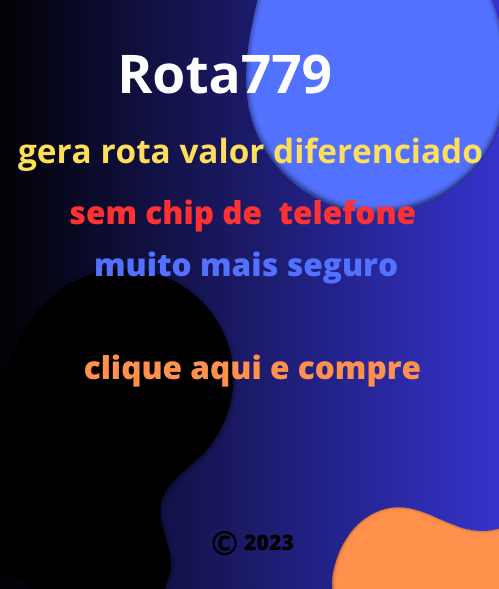 Rota779
gera rota valor diferenciado
sem chip de telefone
muito mais seguro
clique aqui e compre
© 2023